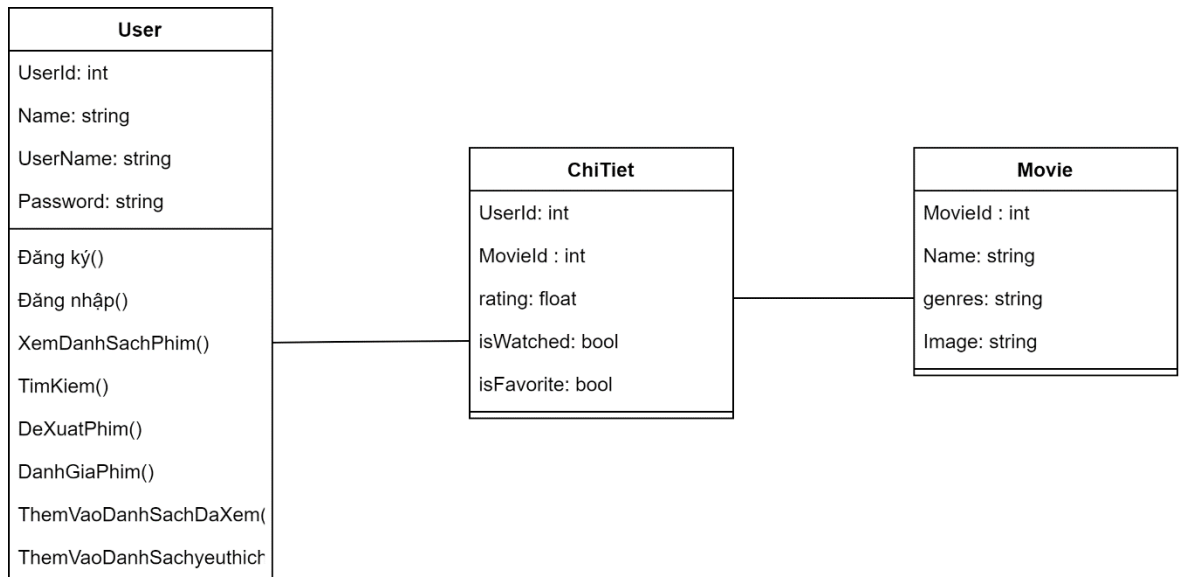 User
UserId: int
Name: string
UserName: string
Password: string
Đăng ký()
Đăng nhập()
XemDanhSachPhim()
TimKiem()
DeXuatPhim()
DanhGiaPhim()
ThemVaoDanhSachDaXem(
ThemVaoDanhSachyeuthich
ChiTiet
UserId: int
MovieId : int
rating: float
isWatched: bool
isFavorite: bool
Movie
MovieId : int
Name: string
genres: string
Image: string